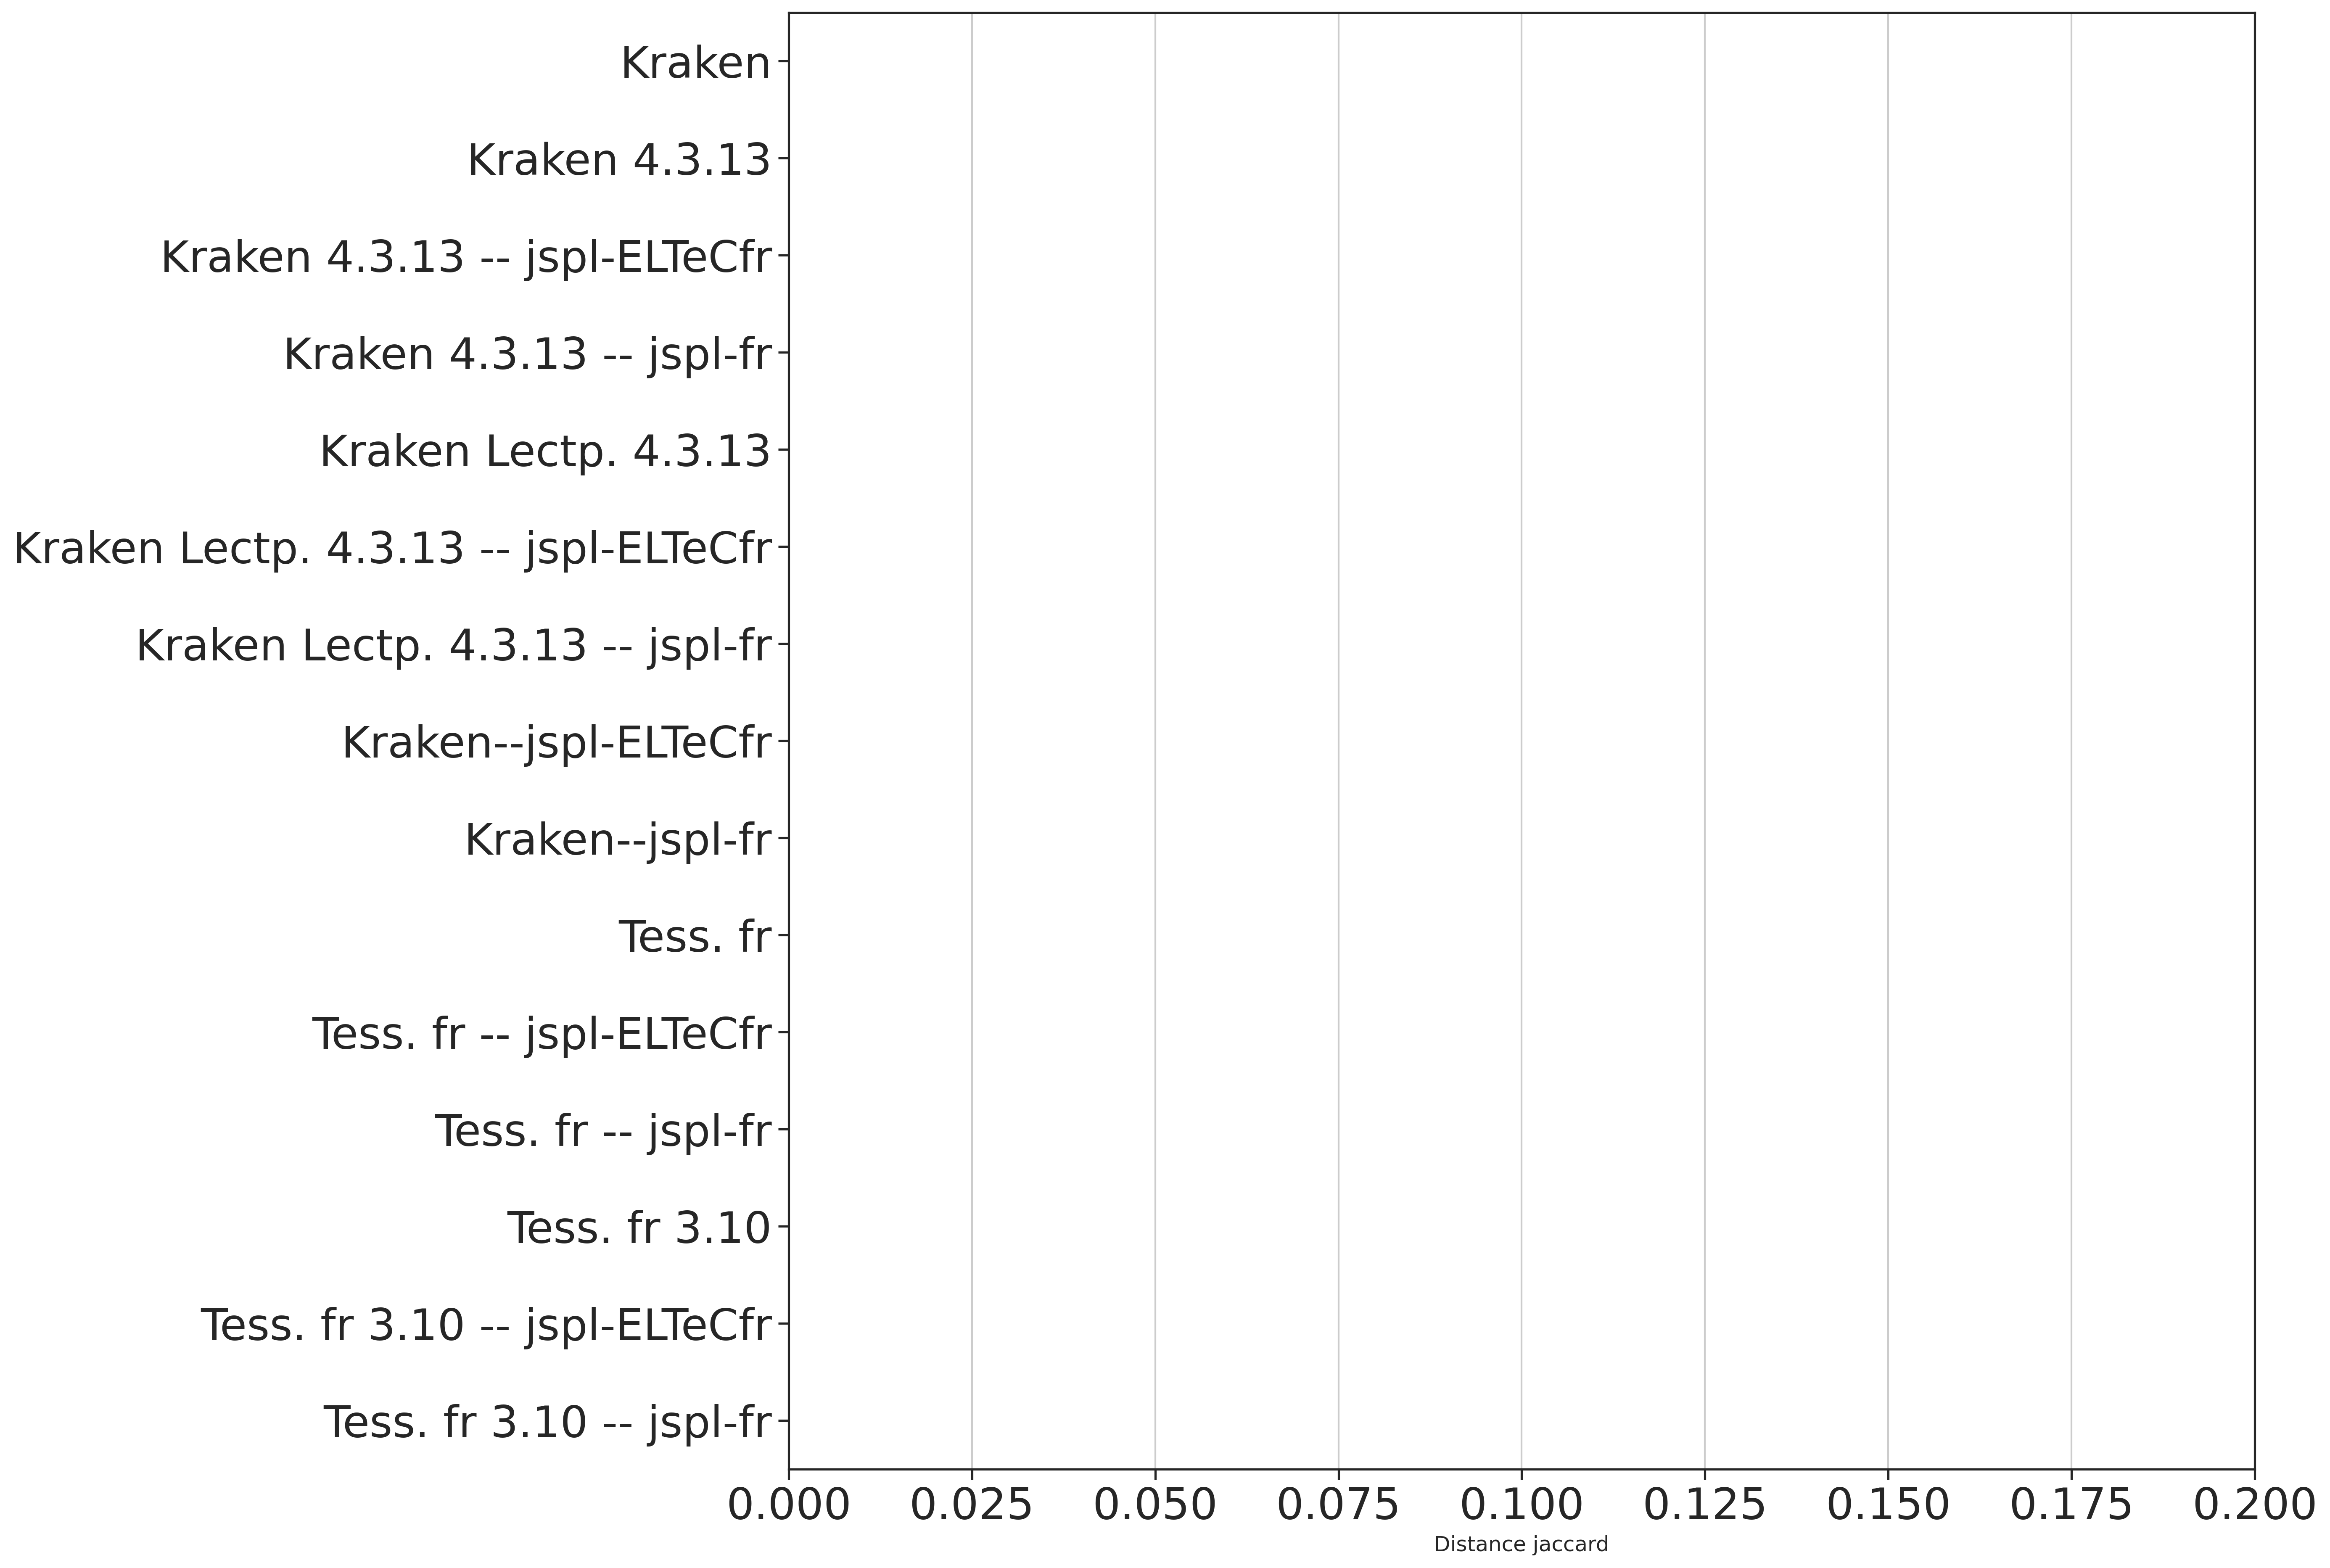 Kraken
Kraken 4.3.13
Kraken 4.3.13 -- jspl-ELTeCfr
Kraken 4.3.13 -- jspl-fr
Kraken Lectp. 4.3.13
Kraken Lectp. 4.3.13 -- jspl-ELTeCfr
Kraken Lectp. 4.3.13 -- jspl-fr
Kraken--jspl-ELTeCfr
Kraken--jspl-fr
Tess. fr
Tess. fr -- jspl-ELTeCfr
Tess. fr -- jspl-fr
Tess. fr 3.10
Tess. fr 3.10 -- jspl-ELTeCfr
Tess. fr 3.10 -- jspl-fr
0.000 0.025 0.050 0.075 0.100 0.125 0.150 0.175 0.200
Distance jaccard